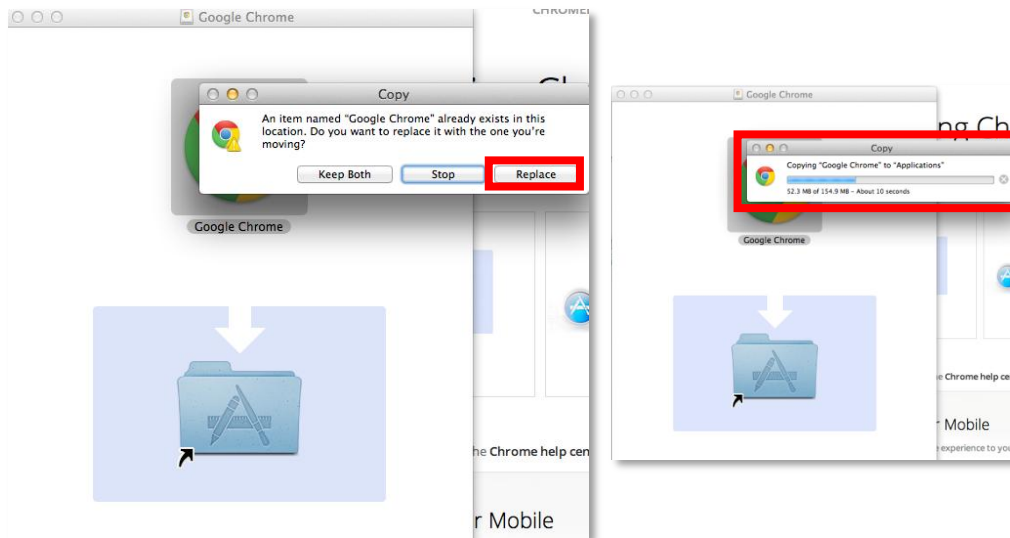 Google Chrome
CHROME
Copy
An item named “Google Chrome” already exists in this
location. Do you want to replace it with the one you’re
moving?
Keep Both
Stop
Replace
Google Chrome
he Chrome help cen
r Mobile
Google Chrome
ng Ch
Copy
Copying “Google Chrome” to “Applications”
52.3 MB of 154.9 MB – About 10 seconds
Google Chrome
e Chrome help ce
r Mobile
experience to you